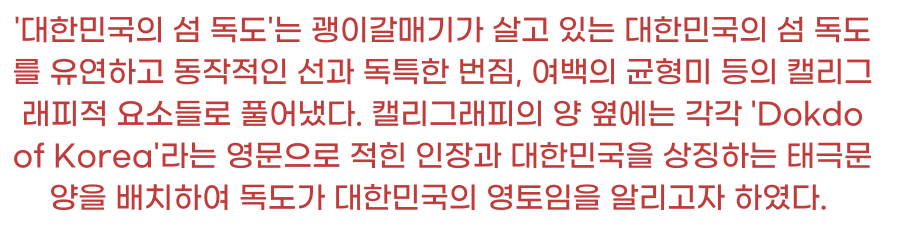 '대한민국의 섬 독도'는 괭이갈매기가 살고 있는 대한민국의 섬 독도
를 유연하고 동작적인 선과 독특한 번짐, 여백의 균형미 등의 캘리그
래피적 요소들로 풀어냈다. 캘리그래피의 양 옆에는 각각 'Dokdo
of Korea'라는 영문으로 적힌 인장과 대한민국을 상징하는 태극문
양을 배치하여 독도가 대한민국의 영토임을 알리고자 하였다.